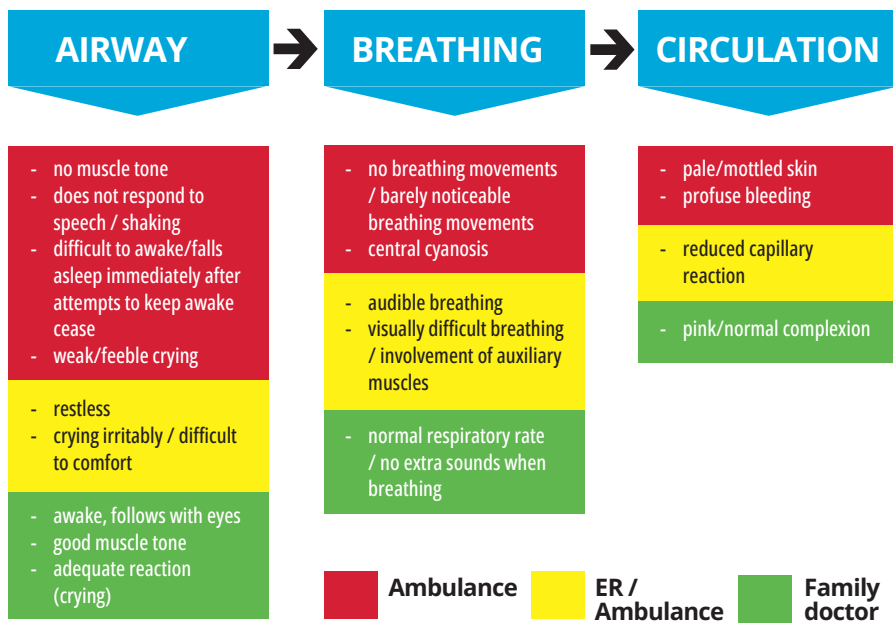 AIRWAY
- no muscle tone
- does not respond to
speech / shaking
- difficult to awake/falls
asleep immediately after
attempts to keep awake
cease
- weak/feeble crying
- restless
- crying irritably / difficult
to comfort
- awake, follows with eyes
- good muscle tone
- adequate reaction
(crying)
BREATHING
- no breathing movements
/ barely noticeable
breathing movements
- central cyanosis
- audible breathing
- visually difficult breathing
/ involvement of auxiliary
muscles
- normal respiratory rate
/ no extra sounds when
breathing
CIRCULATION
- pale/mottled skin
- profuse bleeding
- reduced capillary
reaction
- pink/normal complexion
Ambulance
ER /
Ambulance
Family
doctor